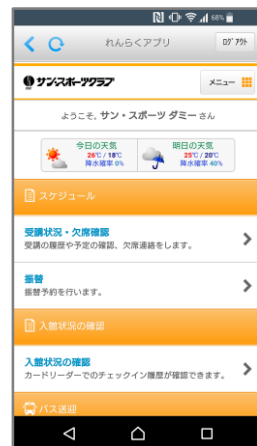 68%
れんらくアプリ
ログアウト
サンスポーツクラブ
メニュー
ようこそ。サン・スポーツ ダミー さん
今日の天気
26℃ / 18℃
降水確率 0%
明日の天気
25℃ / 20℃
降水確率 40%
スケジュール
受講状況・欠席確認
受講の履歴や予定の確認、欠席連絡をします。
振替
振替予約を行います。
入館状況の確認
入館状況の確認
カードリーダーでのチェックイン履歴が確認できます。
バス送迎